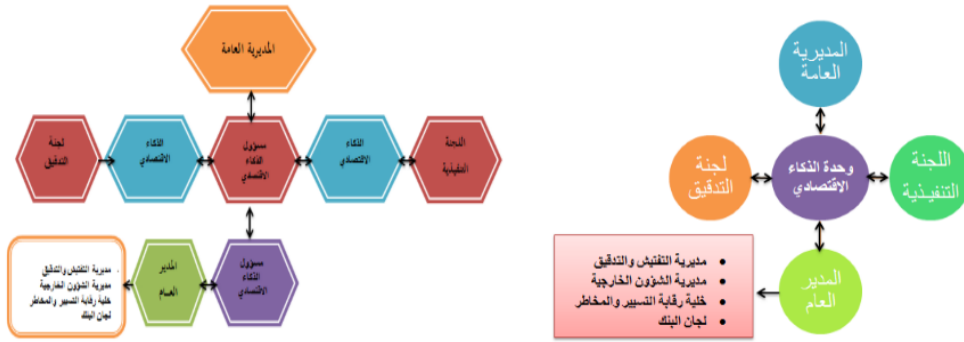 المديرية العامة
لجنة
التدقيق
الذكاء
الاقتصادي
مسؤول
الذكاء
الاقتصادي
الذكاء
الاقتصادي
اللجنة
التنفيذية
مديرية التفتيش والتدقيق
مديرية الشؤون الخارجية
خلية رقابة التسيير والمخاطر
لجان البنك
المدير
العام
مسؤول
الذكاء
الاقتصادي
المديرية
العامة
لجنة
التدقيق
وحدة الذكاء
الاقتصادي
اللجنة
التنفيذية
• مديرية التفتيش والتدقيق
• مديرية الشؤون الخارجية
• خلية رقابة التسيير والمخاطر
• لجان البنك
المدير
العام